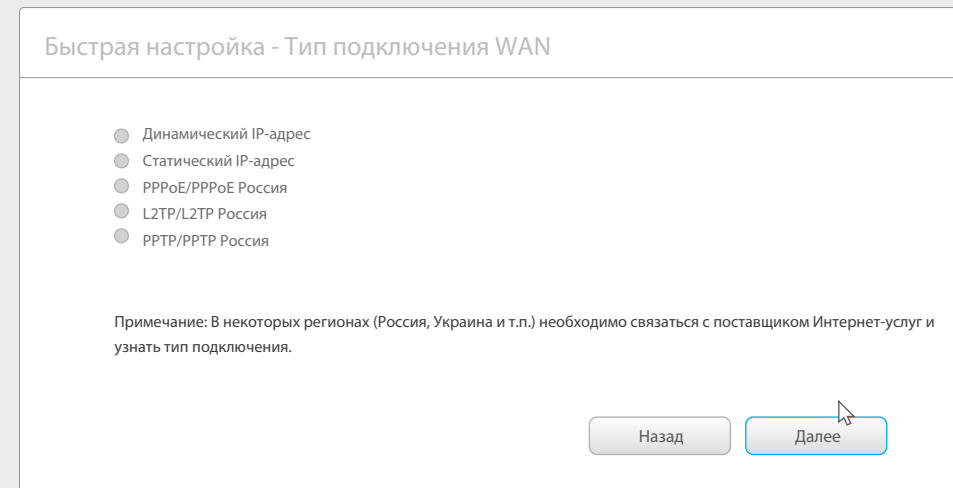 Быстрая настройка - Тип подключения WAN
Динамический IP-адрес
Статический IP-адрес
PPPoE/PPPoE Россия
L2TP/L2TP Россия
PPTP/PPTP Россия
Примечание: В некоторых регионах (Россия, Украина и т.п.) необходимо связаться с поставщиком Интернет-услуг и
узнать тип подключения.
Назад
Далее